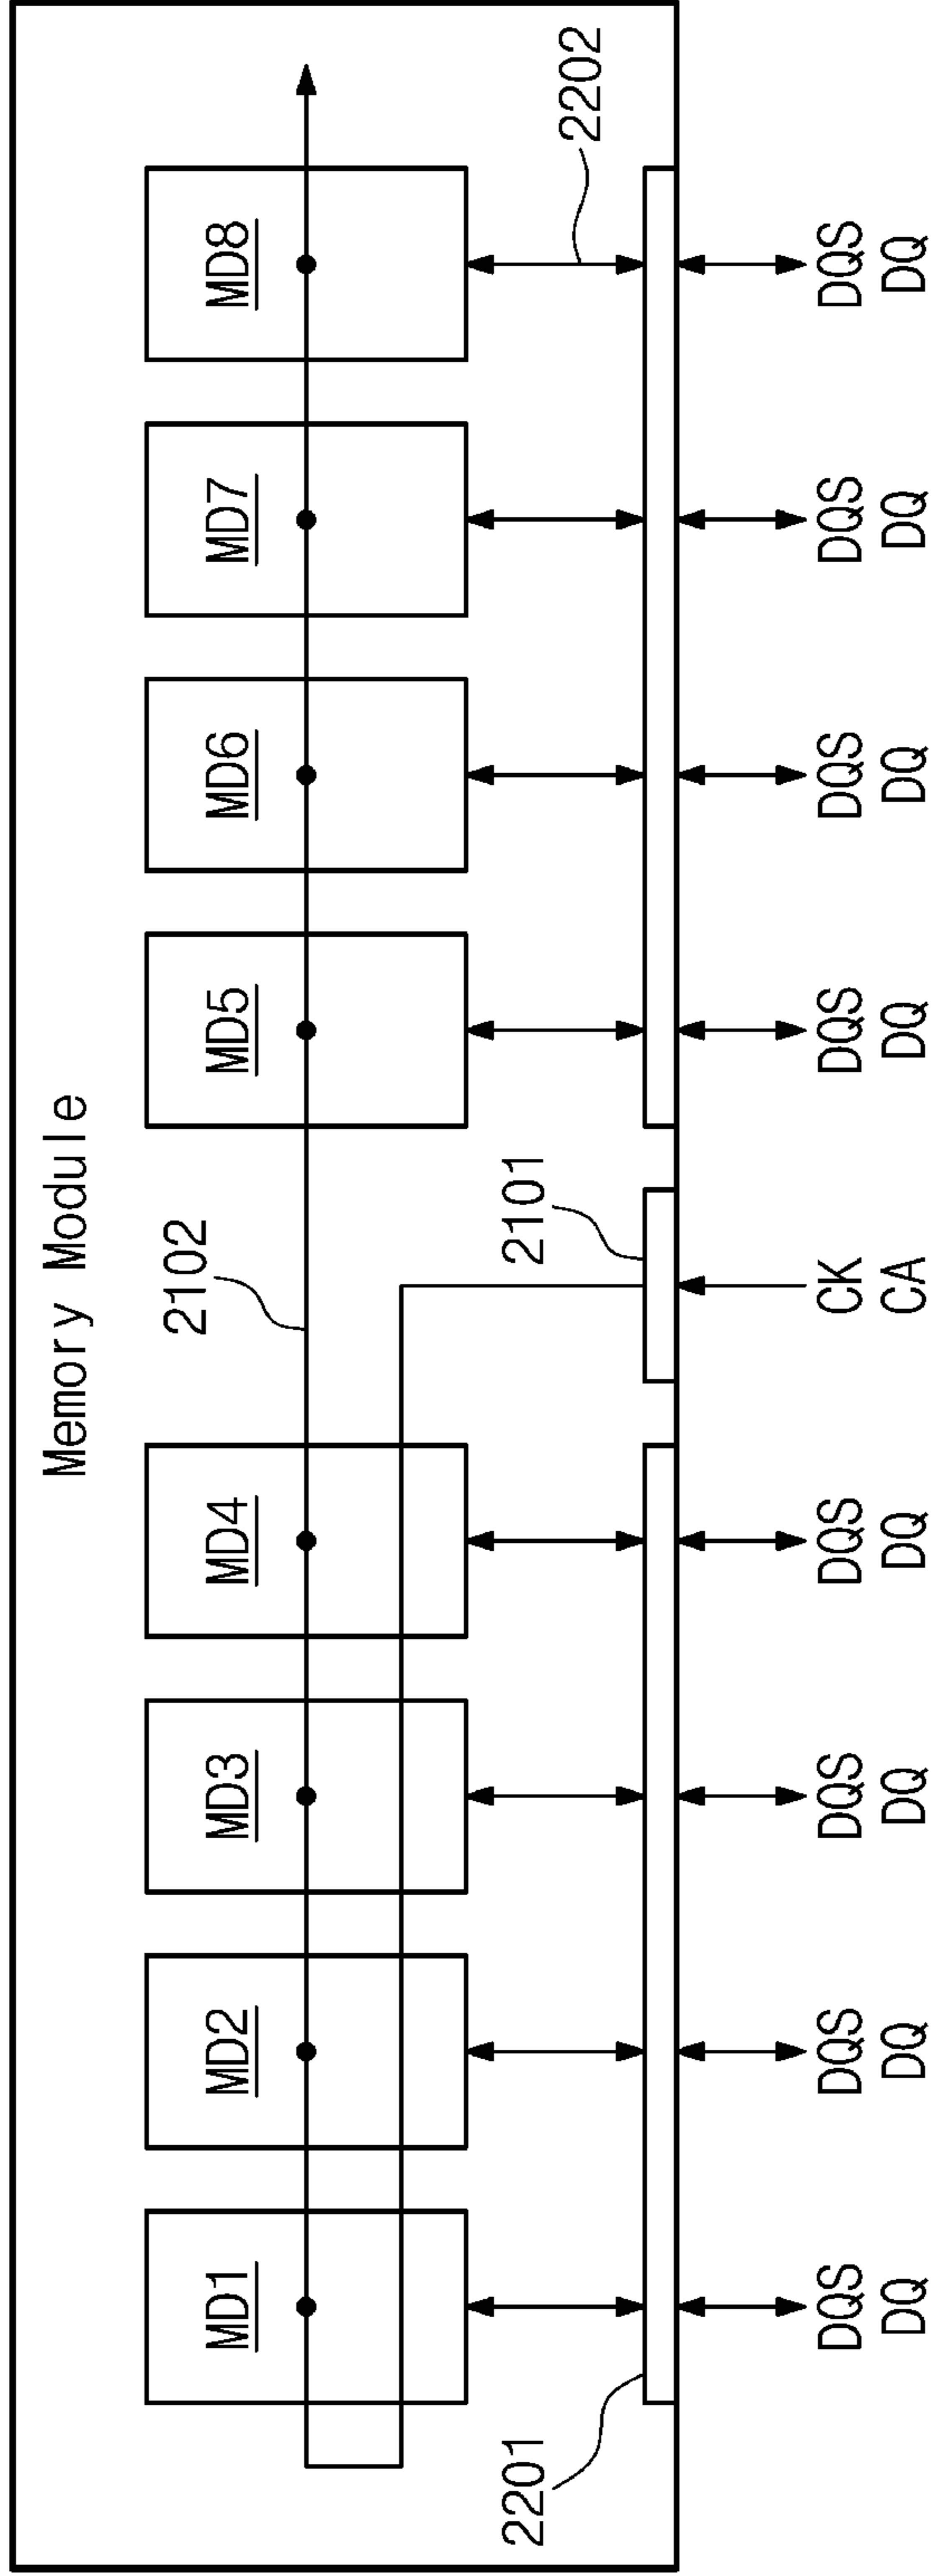 Memory Module
2102
MD1
MD2
MD3
MD4
MD5
MD6
MD7
MD8
2201
2101
2202
DQS
DQ
DQS
DQ
DQS
DQ
DQS
DQ
CK
CA
DQS
DQ
DQS
DQ
DQS
DQ
DQS
DQ